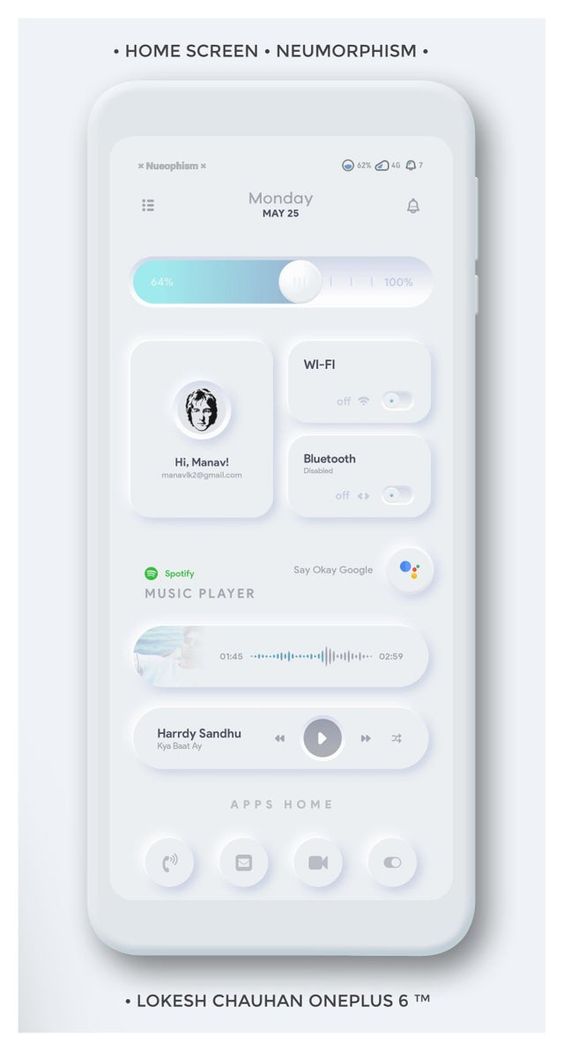 • HOME SCREEN • NEUMORPHISM •
× Nueophism ×
62% 4G 7
Monday
MAY 25
64%
100%
WI-FI
off
Hi, Manav!
manavlk2@gmail.com
Bluetooth
Disabled
off
Spotify
Say Okay Google
MUSIC PLAYER
01:45
02:59
Harrdy Sandhu
Kya Baat Ay
APPS HOME
• LOKESH CHAUHAN ONEPLUS 6 ™